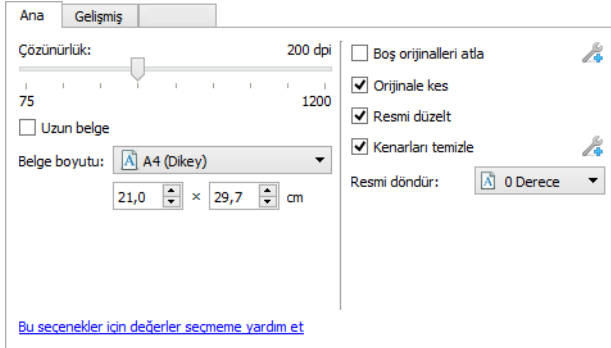 Ana
Gelişmiş
Çözünürlük:
200 dpi
75
1200
Uzun belge
Belge boyutu:
A4 (Dikey)
21,0 × 29,7 cm
Boş orijinalleri atla
Orijinale kes
Resmi düzelt
Kenarları temizle
Resmi döndür:
0 Derece
Bu seçenekler için değerler seçmeme yardım et